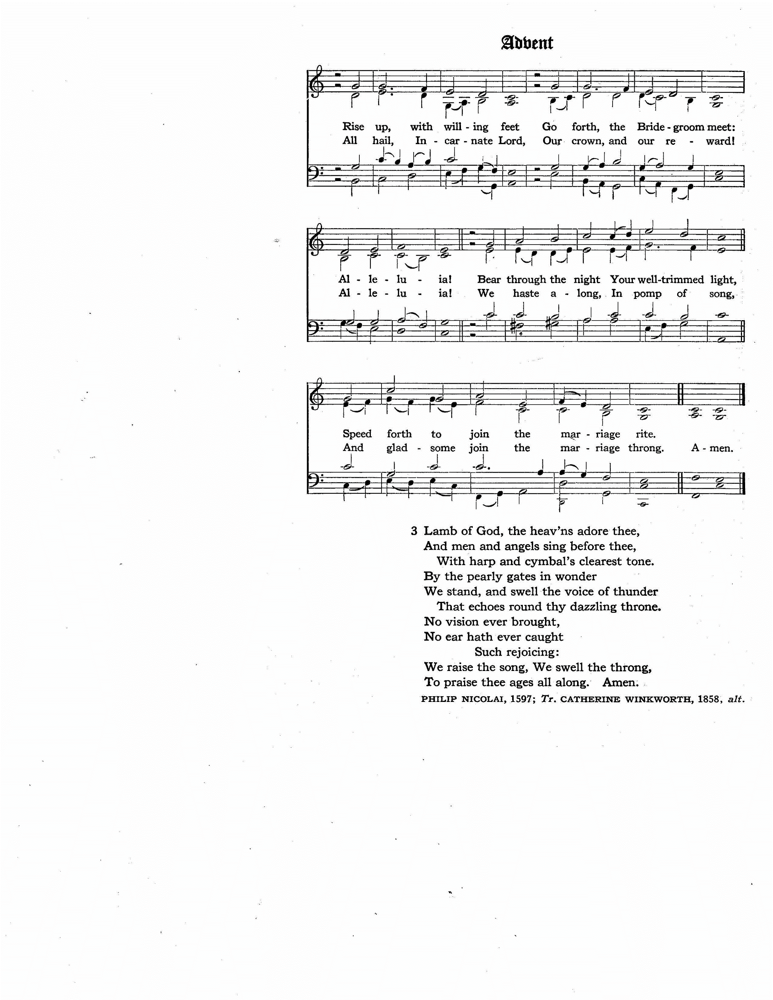 Advent
Rise up, with will - ing feet Go forth, the Bride - groom meet:
All hail, In - car - nate Lord, Our crown, and our re - ward!
Al - le - lu - ia! Bear through the night Your well-trimmed light,
Al - le - lu - ia! We haste a - long, In pomp of song,
Speed forth to join the mar - riage rite.
And glad - some join the mar - riage throng. A - men.
3 Lamb of God, the heav'ns adore thee,
And men and angels sing before thee,
With harp and cymbal's clearest tone.
By the pearly gates in wonder
We stand, and swell the voice of thunder
That echoes round thy dazzling throne.
No vision ever brought,
No ear hath ever caught
Such rejoicing:
We raise the song, We swell the throng,
To praise thee ages all along. Amen.
PHILIP NICOLAI, 1597; Tr. CATHERINE WINKWORTH, 1858, alt.